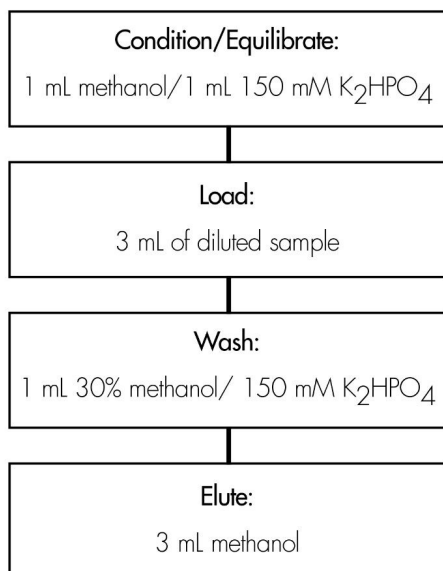 Condition/Equilibrate:
1 mL methanol/1 mL 150 mM K₂HPO₄
Load:
3 mL of diluted sample
Wash:
1 mL 30% methanol/ 150 mM K₂HPO₄
Elute:
3 mL methanol